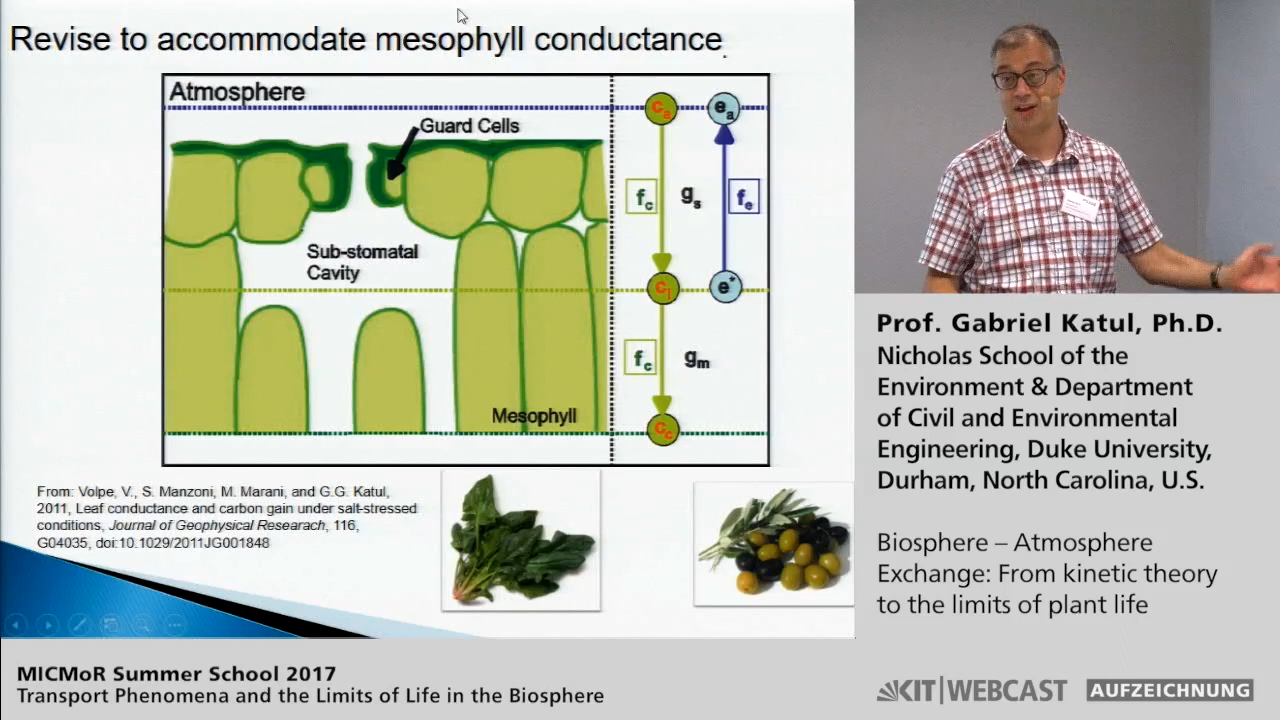 Revise to accommodate mesophyll conductance
Atmosphere
Guard Cells
Sub-stomatal
Cavity
Mesophyll
ca
ea
fc
gs
fe
ci
e*
fc
gm
cc
From: Volpe, V., S. Manzoni, M. Marani, and G.G. Katul,
2011, Leaf conductance and carbon gain under salt-stressed
conditions, Journal of Geophysical Researach, 116,
G04035, doi:10.1029/2011JG001848
Prof. Gabriel Katul, Ph.D.
Nicholas School of the
Environment & Department
of Civil and Environmental
Engineering, Duke University,
Durham, North Carolina, U.S.
Biosphere – Atmosphere
Exchange: From kinetic theory
to the limits of plant life
MICMoR Summer School 2017
Transport Phenomena and the Limits of Life in the Biosphere
KIT|WEBCAST AUFZEICHNUNG